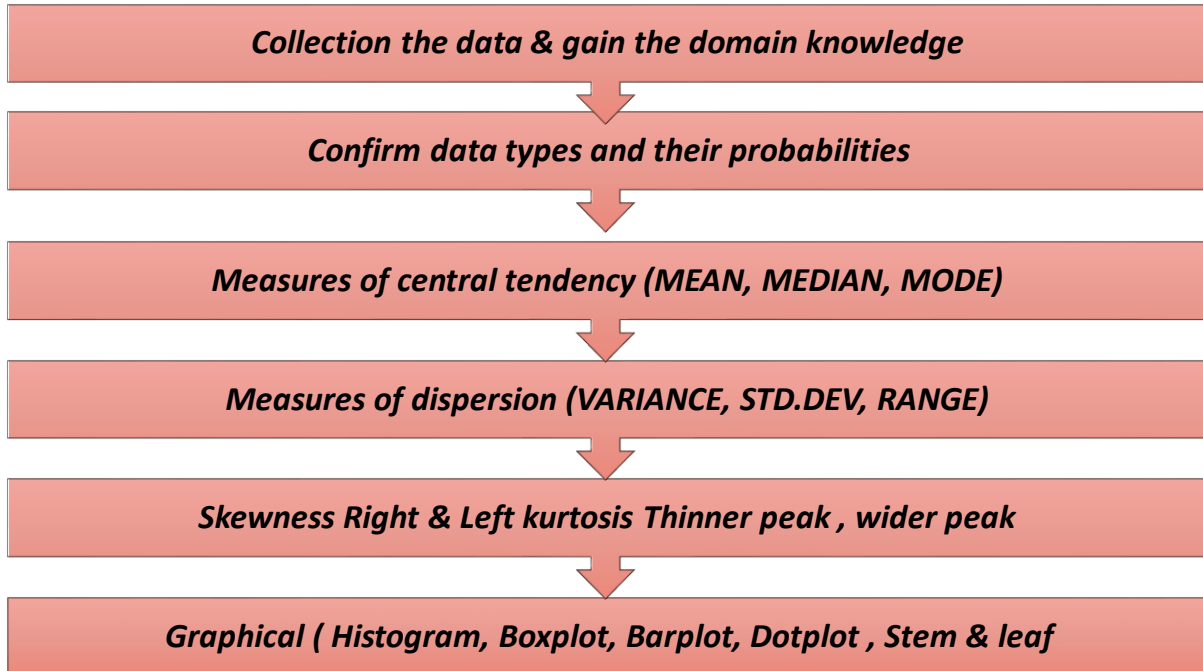 Collection the data & gain the domain knowledge
Confirm data types and their probabilities
Measures of central tendency (MEAN, MEDIAN, MODE)
Measures of dispersion (VARIANCE, STD.DEV, RANGE)
Skewness Right & Left kurtosis Thinner peak , wider peak
Graphical ( Histogram, Boxplot, Barplot, Dotplot , Stem & leaf